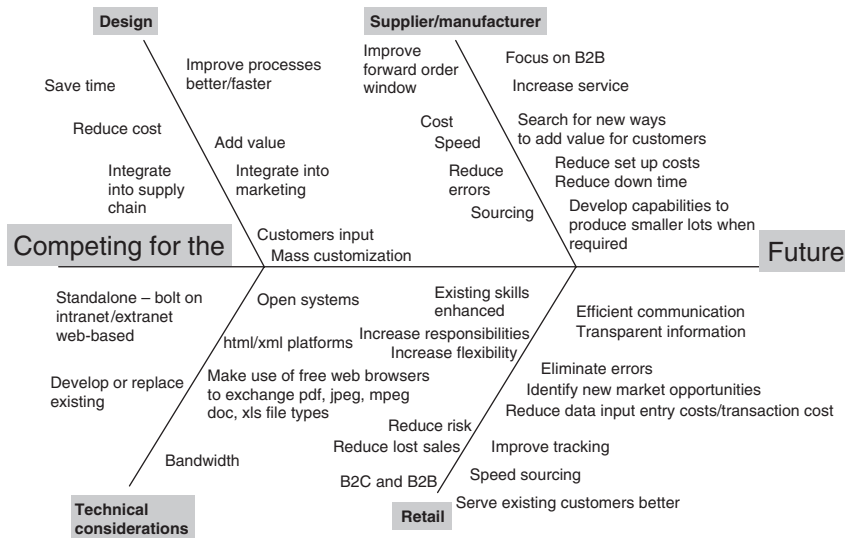 Design
Supplier/manufacturer
Save time
Reduce cost
Integrate
into supply
chain
Improve processes
better/faster
Add value
Integrate into
marketing
Customers input
Mass customization
Improve
forward order
window
Cost
Speed
Reduce
errors
Sourcing
Focus on B2B
Increase service
Search for new ways
to add value for customers
Reduce set up costs
Reduce down time
Develop capabilities to
produce smaller lots when
required
Competing for the
Future
Standalone – bolt on
intranet/extranet
web-based
Develop or replace
existing
Open systems
html/xml platforms
Make use of free web browsers
to exchange pdf, jpeg, mpeg
doc, xls file types
Bandwidth
Existing skills
enhanced
Increase responsibilities
Increase flexibility
Reduce risk
Reduce lost sales
B2C and B2B
Efficient communication
Transparent information
Eliminate errors
Identify new market opportunities
Reduce data input entry costs/transaction cost
Improve tracking
Speed sourcing
Serve existing customers better
Technical
considerations
Retail